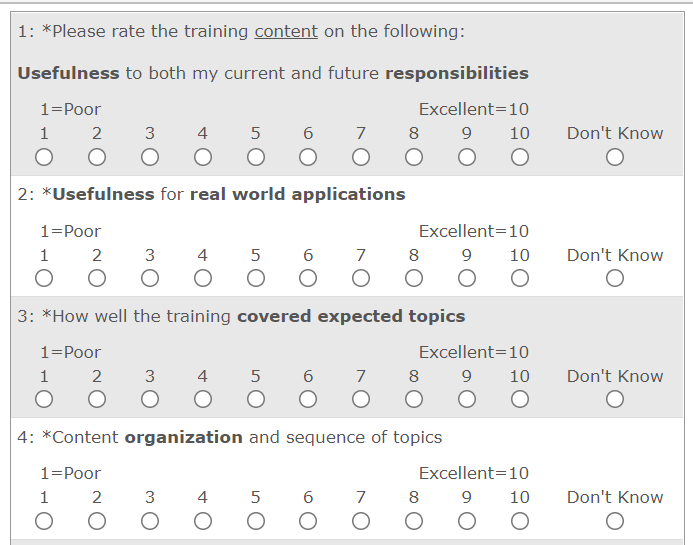 1: *Please rate the training content on the following:
Usefulness to both my current and future responsibilities
1=Poor Excellent=10
1 2 3 4 5 6 7 8 9 10 Don't Know
2: *Usefulness for real world applications
1=Poor Excellent=10
1 2 3 4 5 6 7 8 9 10 Don't Know
3: *How well the training covered expected topics
1=Poor Excellent=10
1 2 3 4 5 6 7 8 9 10 Don't Know
4: *Content organization and sequence of topics
1=Poor Excellent=10
1 2 3 4 5 6 7 8 9 10 Don't Know